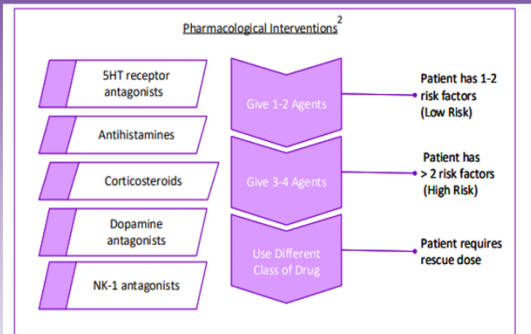 Pharmacological Interventions2
5HT receptor
antagonists
Antihistamines
Corticosteroids
Dopamine
antagonists
NK-1 antagonists
Give 1-2 Agents
Give 3-4 Agents
Use Different
Class of Drug
Patient has 1-2
risk factors
(Low Risk)
Patient has
> 2 risk factors
(High Risk)
Patient requires
rescue dose